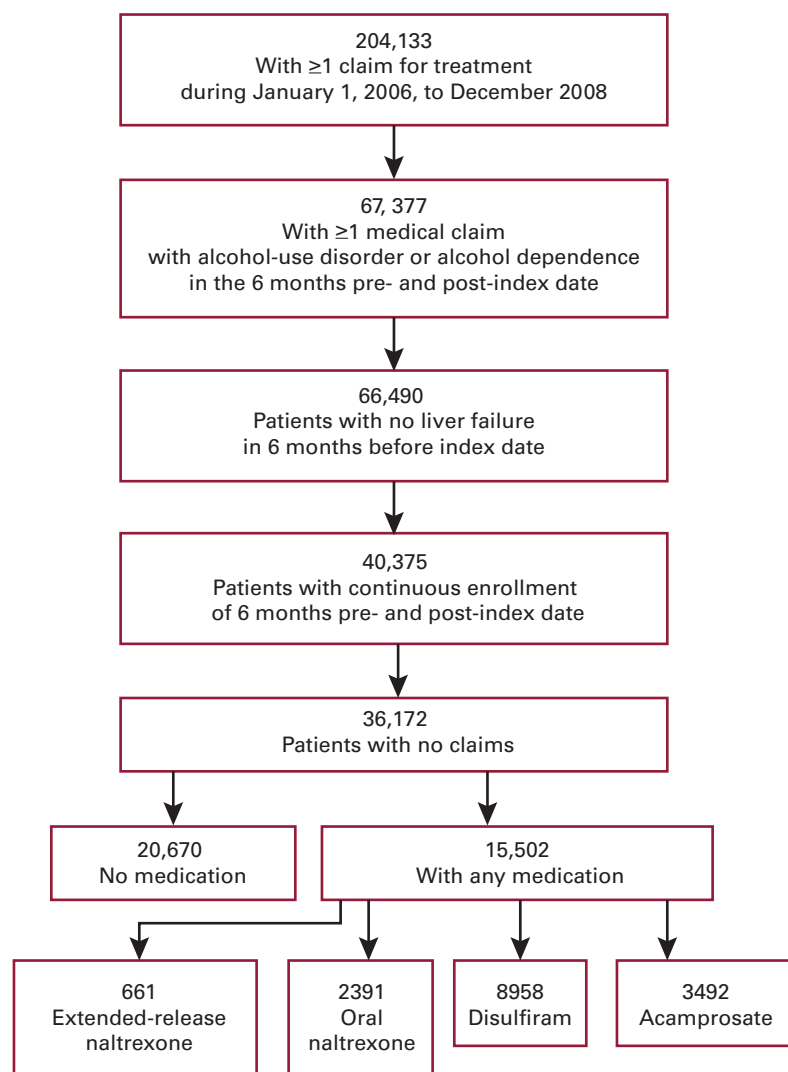 204,133
With ≥1 claim for treatment
during January 1, 2006, to December 2008
67, 377
With ≥1 medical claim
with alcohol-use disorder or alcohol dependence
in the 6 months pre- and post-index date
66,490
Patients with no liver failure
in 6 months before index date
40,375
Patients with continuous enrollment
of 6 months pre- and post-index date
36,172
Patients with no claims
20,670
No medication
15,502
With any medication
661
Extended-release
naltrexone
2391
Oral
naltrexone
8958
Disulfiram
3492
Acamprosate